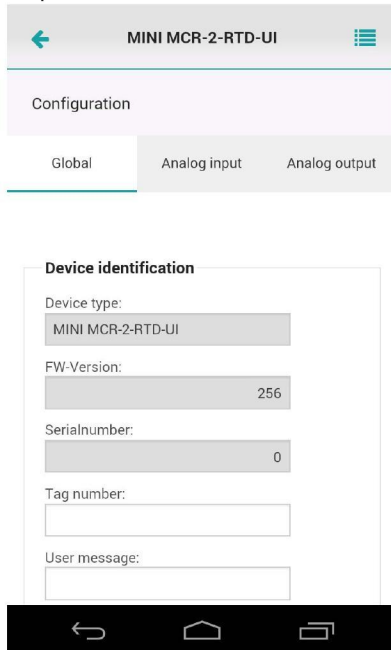 MINI MCR-2-RTD-UI
Configuration
Global Analog input Analog output
Device identification
Device type:
MINI MCR-2-RTD-UI
FW-Version:
256
Serialnumber:
0
Tag number:
User message: